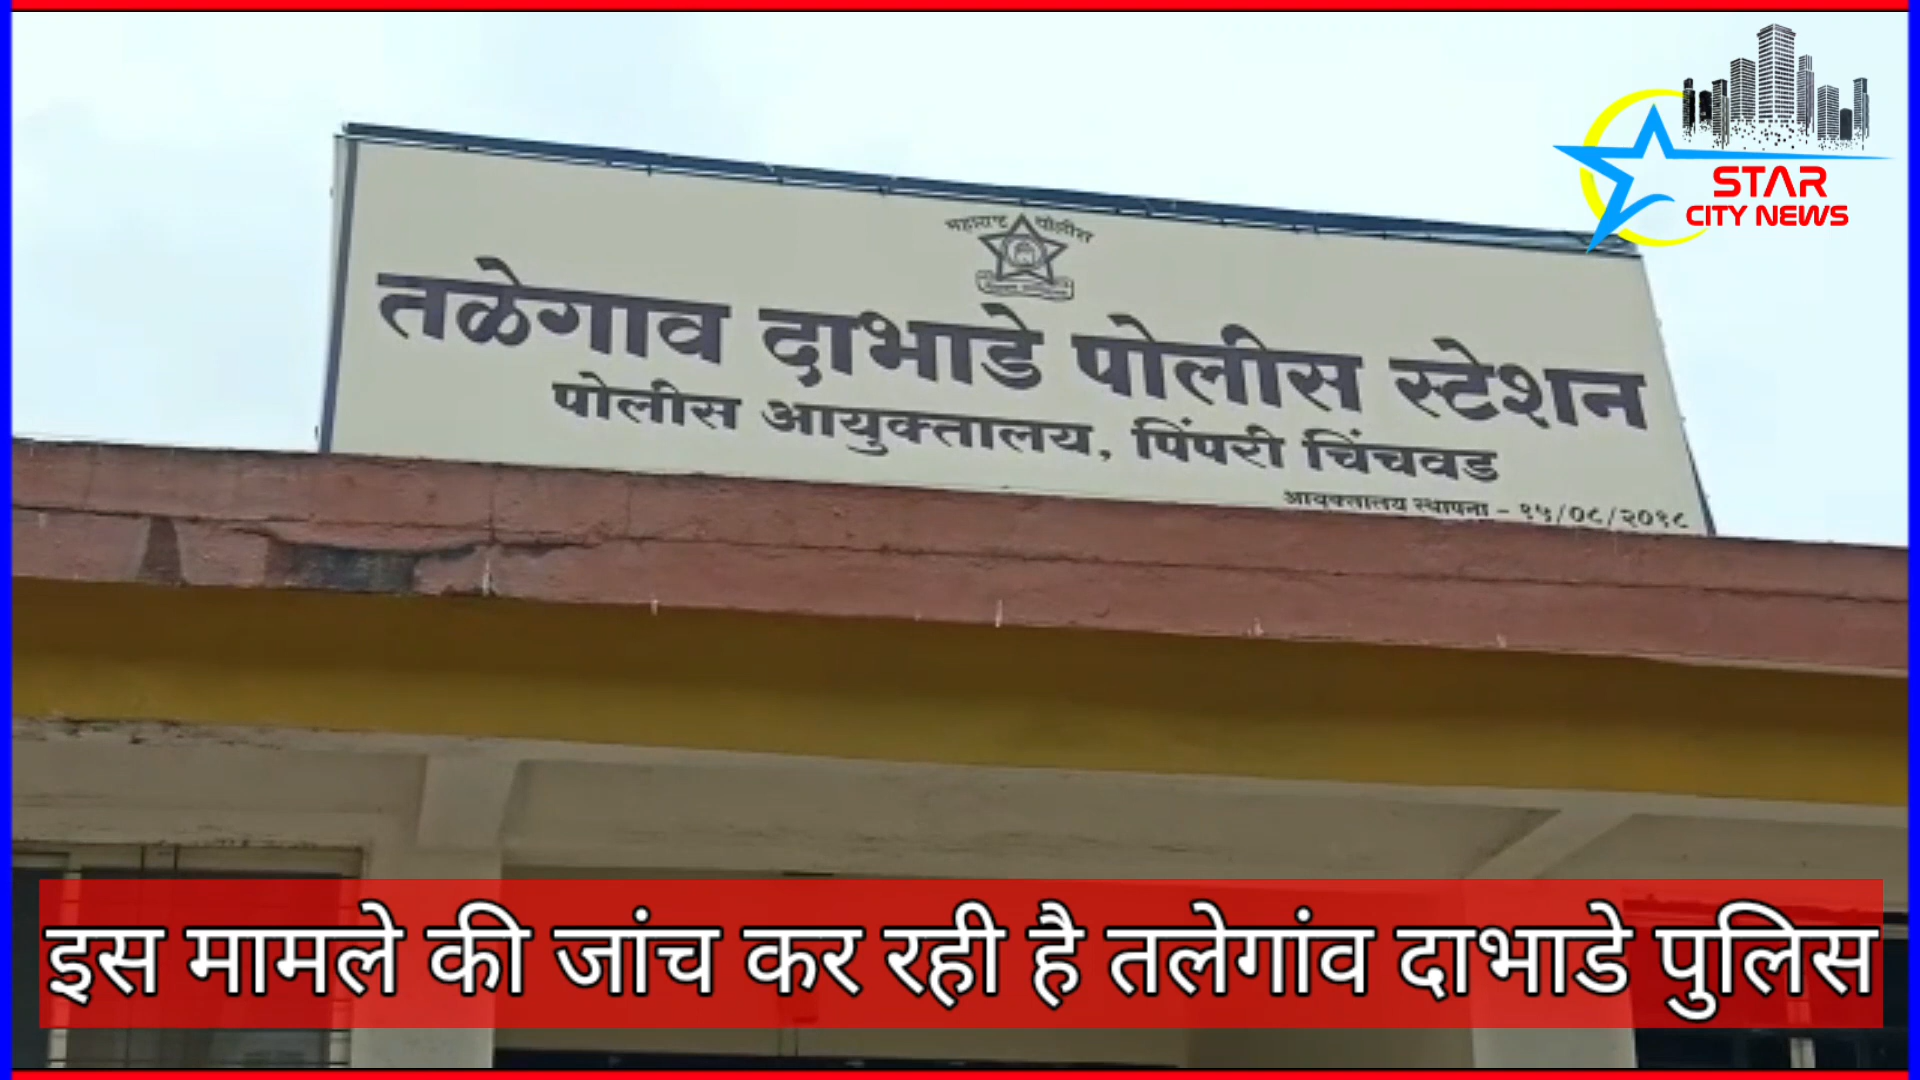 STAR
CITY NEWS
महाराष्ट्र पोलीस
तळेगाव दाभाडे पोलीस स्टेशन
पोलीस आयुक्तालय, पिंपरी चिंचवड
आयुक्तालय स्थापना - १५/०८/२०१८
इस मामले की जांच कर रही है तलेगांव दाभाडे पुलिस